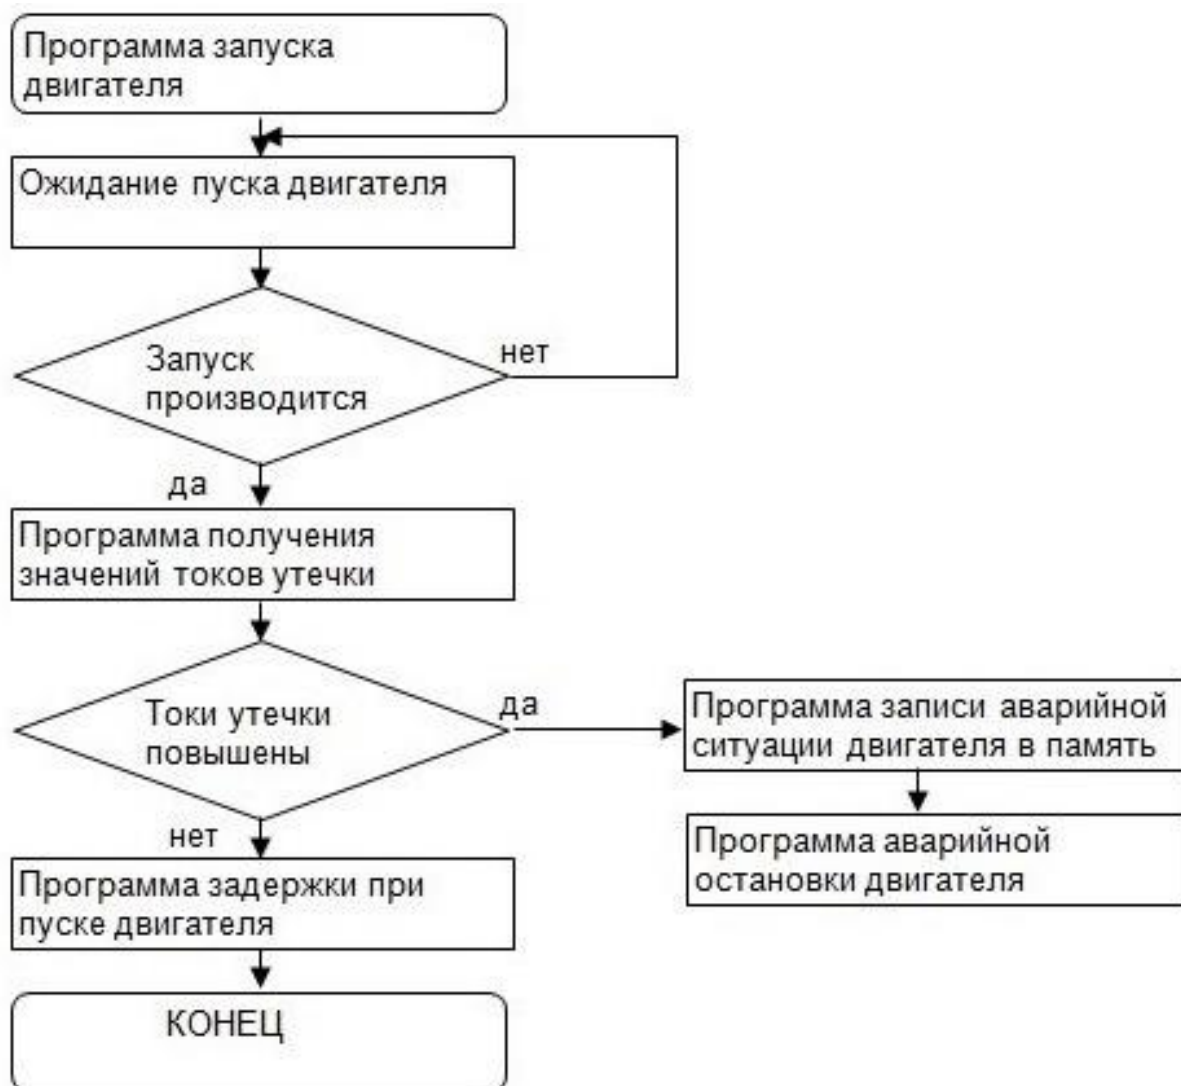 Программа запуска
двигателя
Ожидание пуска двигателя
Запуск
производится
нет
да
Программа получения
значений токов утечки
Токи утечки
повышены
да
Программа записи аварийной
ситуации двигателя в память
Программа аварийной
остановки двигателя
нет
Программа задержки при
пуске двигателя
КОНЕЦ